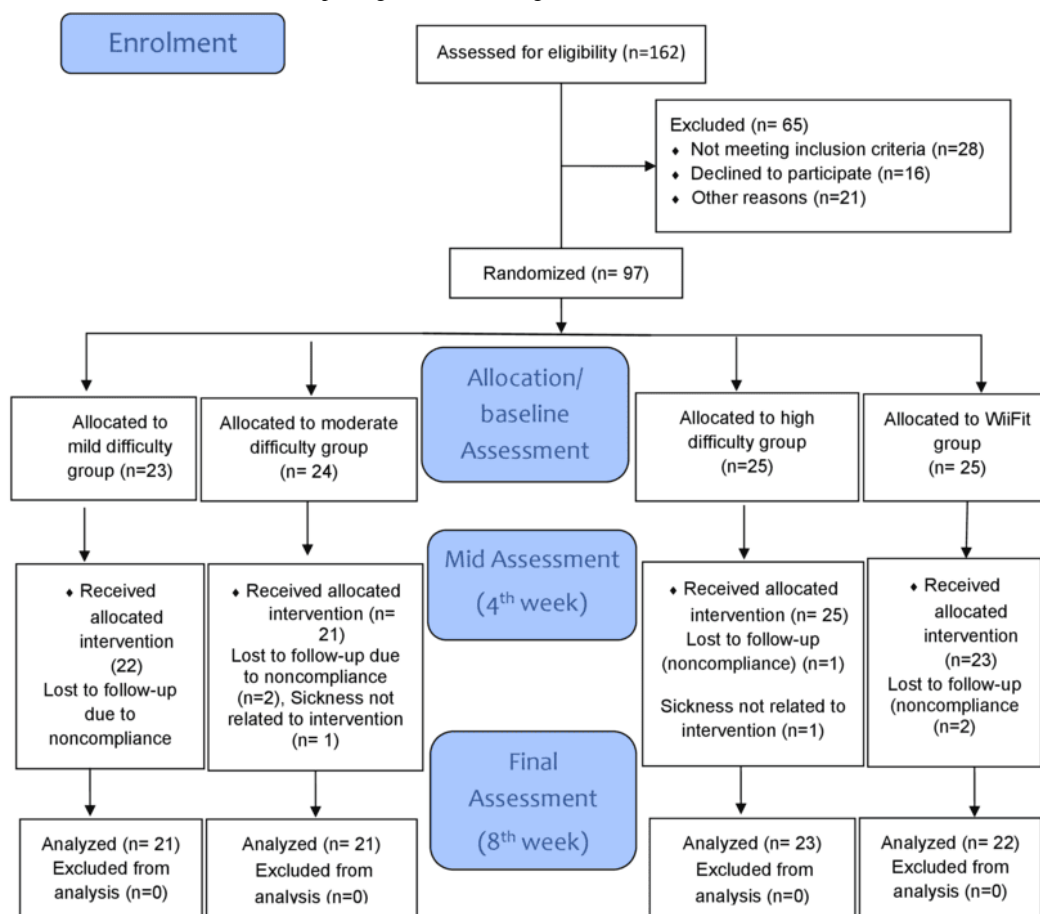 Enrolment
Assessed for eligibility (n=162)
Excluded (n= 65)
♦ Not meeting inclusion criteria (n=28)
♦ Declined to participate (n=16)
♦ Other reasons (n=21)
Randomized (n= 97)
Allocation/
baseline
Assessment
Allocated to
mild difficulty
group (n=23)
Allocated to moderate
difficulty group
(n= 24)
Allocated to high
difficulty group
(n=25)
Allocated to WiiFit
group
(n= 25)
Mid Assessment
(4th week)
♦ Received
allocated
intervention
(22)
Lost to follow-up
due to
noncompliance
♦ Received allocated
intervention (n=
21)
Lost to follow-up due
to noncompliance
(n=2), Sickness not
related to intervention
(n= 1)
♦ Received allocated
intervention (n= 25)
Lost to follow-up
(noncompliance) (n=1)
Sickness not related to
intervention (n=1)
♦ Received
allocated
intervention
(n=23)
Lost to follow-up
(noncompliance
(n=2)
Final
Assessment
(8th week)
Analyzed (n= 21)
Excluded from
analysis (n=0)
Analyzed (n= 21)
Excluded from
analysis (n=0)
Analyzed (n= 23)
Excluded from
analysis (n=0)
Analyzed (n= 22)
Excluded from
analysis (n=0)